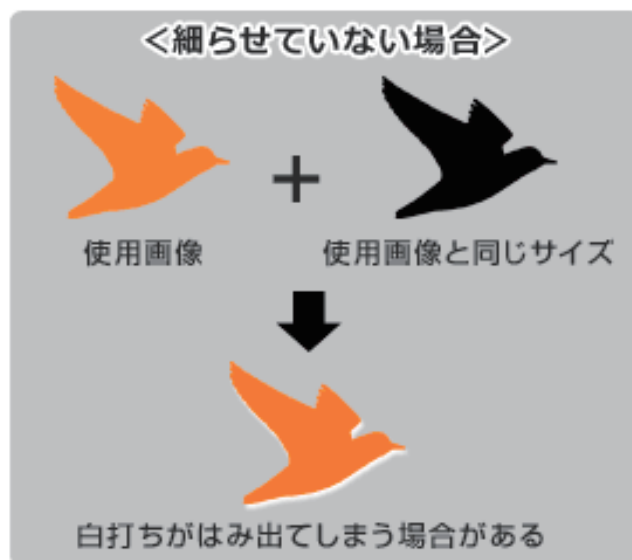 ＜細らせていない場合＞
使用画像
使用画像と同じサイズ
白打ちがはみ出てしまう場合がある